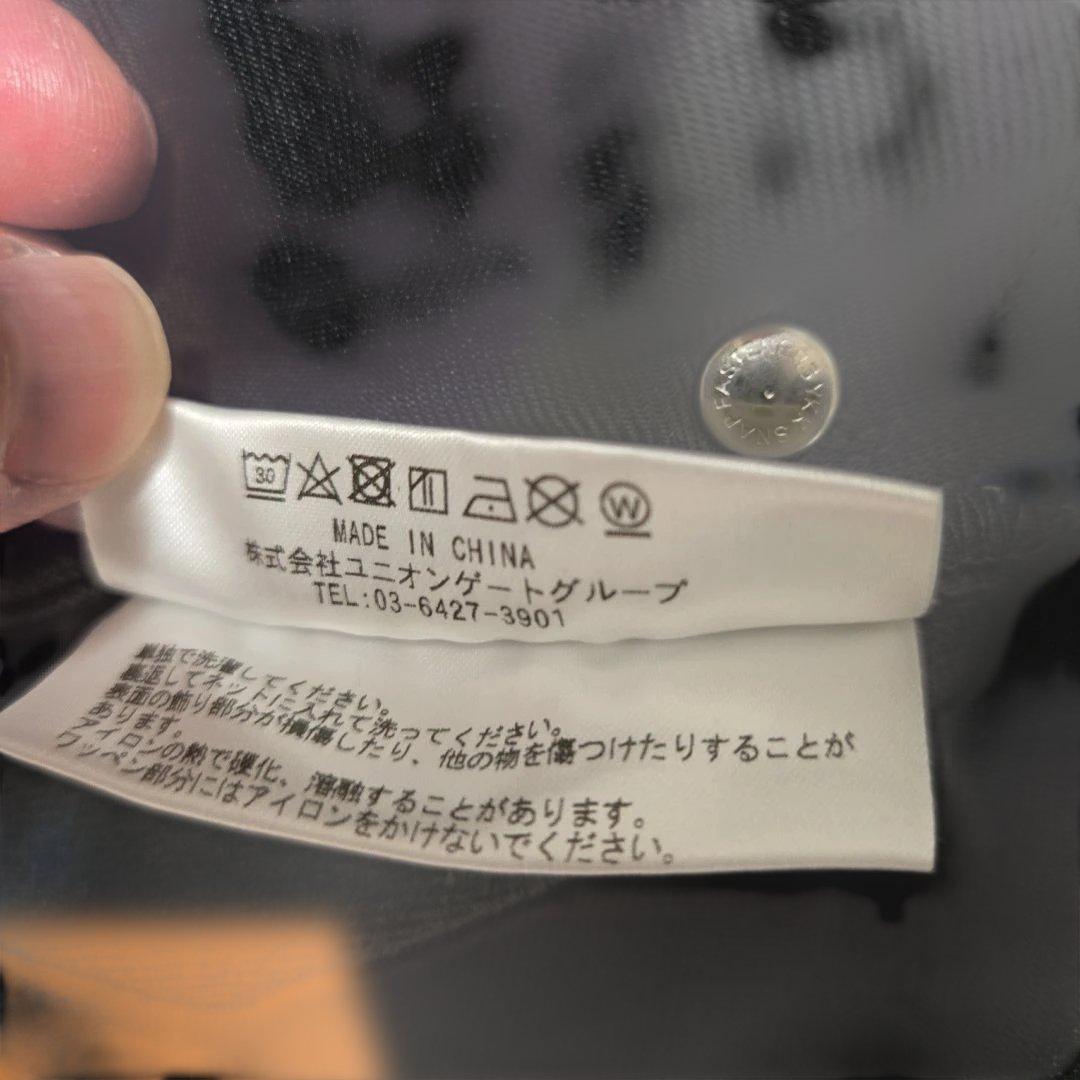 FASTENERS YKK SNAP
30 W
MADE IN CHINA
株式会社ユニオンゲートグループ
TEL:03-6427-3901
単独で洗濯してください。
裏返してネットに入れて洗ってください。
表面の飾り部分が損傷したり、他の物を傷つけたりすることが
あります。
アイロンの熱で硬化、溶融することがあります。
ワッペン部分にはアイロンをかけないでください。